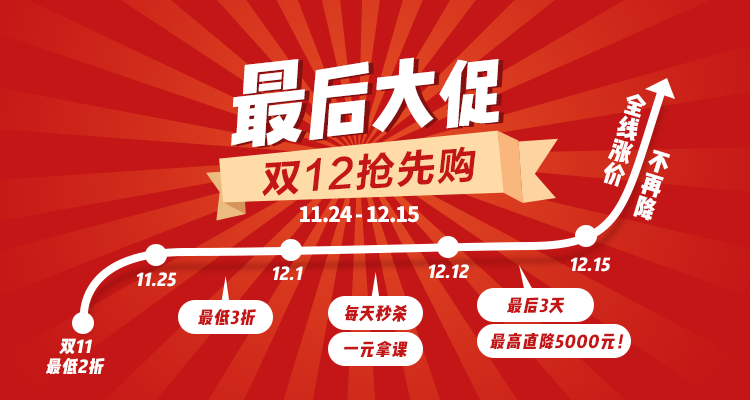 最后大促
双12抢先购
11.24 - 12.15
全线涨价
不再降
11.25
12.1
12.12
12.15
双11
最低2折
最低3折
每天秒杀
一元拿课
最后3天
最高直降5000元！